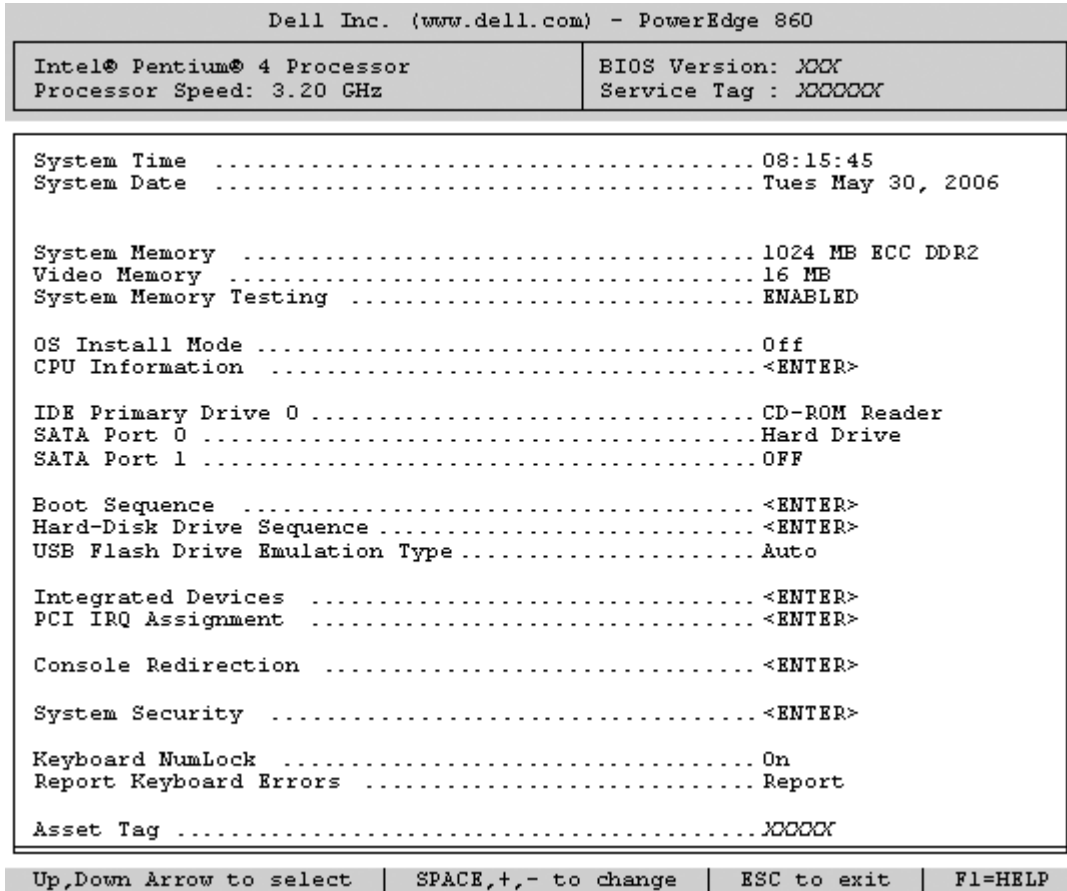 Dell Inc. (www.dell.com) - PowerEdge 860
Intel® Pentium® 4 Processor
Processor Speed: 3.20 GHz
BIOS Version: XXX
Service Tag : XXXXXX
System Time ........................................ 08:15:45
System Date ........................................ Tues May 30, 2006
System Memory ...................................... 1024 MB ECC DDR2
Video Memory ....................................... 16 MB
System Memory Testing .............................. ENABLED
OS Install Mode ..................................... Off
CPU Information .................................... <ENTER>
IDE Primary Drive 0 ................................. CD-ROM Reader
SATA Port 0 ......................................... Hard Drive
SATA Port 1 ......................................... OFF
Boot Sequence ...................................... <ENTER>
Hard-Disk Drive Sequence ............................ <ENTER>
USB Flash Drive Emulation Type ...................... Auto
Integrated Devices ................................. <ENTER>
PCI IRQ Assignment ................................. <ENTER>
Console Redirection ................................ <ENTER>
System Security .................................... <ENTER>
Keyboard NumLock ................................... On
Report Keyboard Errors ............................. Report
Asset Tag ........................................... XXXXX
Up,Down Arrow to select | SPACE,+,- to change | ESC to exit | F1=HELP